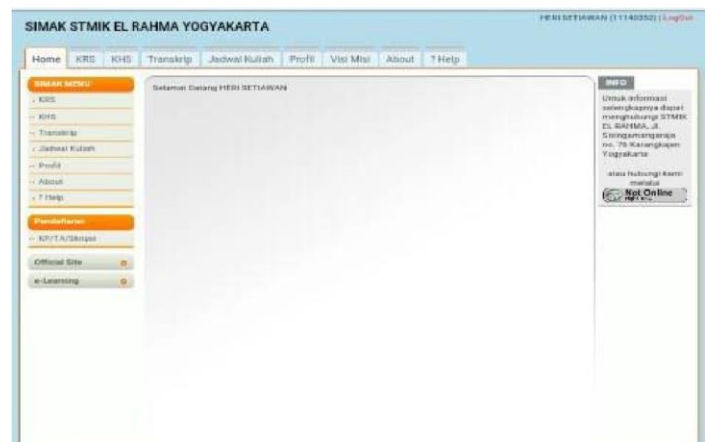 SIMAK STMIK EL RAHMA YOGYAKARTA
HERI SETIAWAN (11140352) | LogOut
Home KRS KHS Transkrip Jadwal Kuliah Profil Visi Misi About ? Help
SIMAK MENU
KRS
KHS
Transkrip
Jadwal Kuliah
Profil
About
? Help
Pendaftaran
KP/TA/Skripsi
Official Site
e-Learning
Selamat Datang HERI SETIAWAN
INFO
Untuk informasi
selengkapnya dapat
menghubungi STMIK
EL RAHMA, Jl.
Sisingamangaraja
no. 76 Karangkajen
Yogyakarta
atau hubungi kami
melalui
Not Online